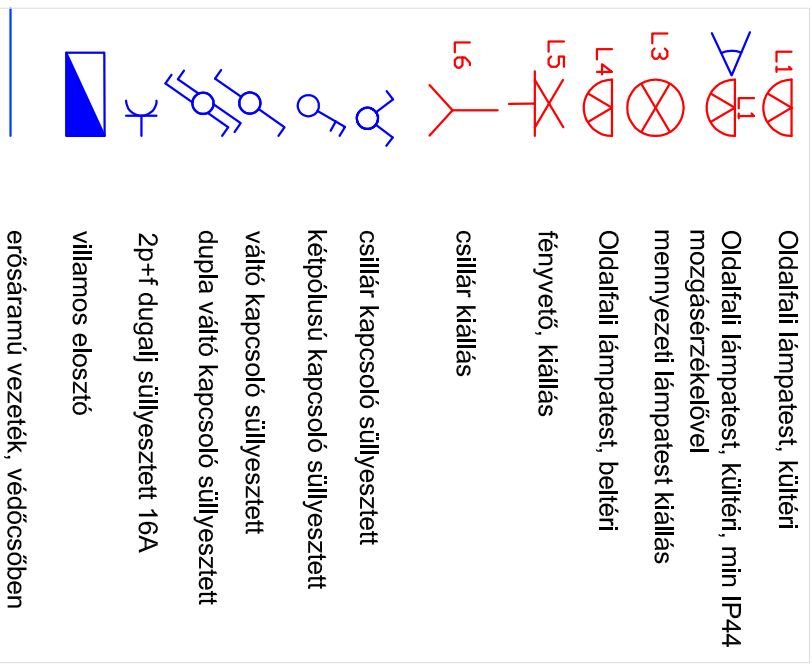 L1 Oldalfali lámpatest, kültéri
L1 Oldalfali lámpatest, kültéri, min IP44
mozgásérzékelővel
L3 mennyezeti lámpatest kiállás
L4 Oldalfali lámpatest, beltéri
L5 fényvető, kiállás
L6 csillár kiállás
csillár kapcsoló süllyesztett
kétpólusú kapcsoló süllyesztett
váltó kapcsoló süllyesztett
dupla váltó kapcsoló süllyesztett
2p+f dugalj süllyesztett 16A
villamos elosztó
erősáramú vezeték, védőcsőben